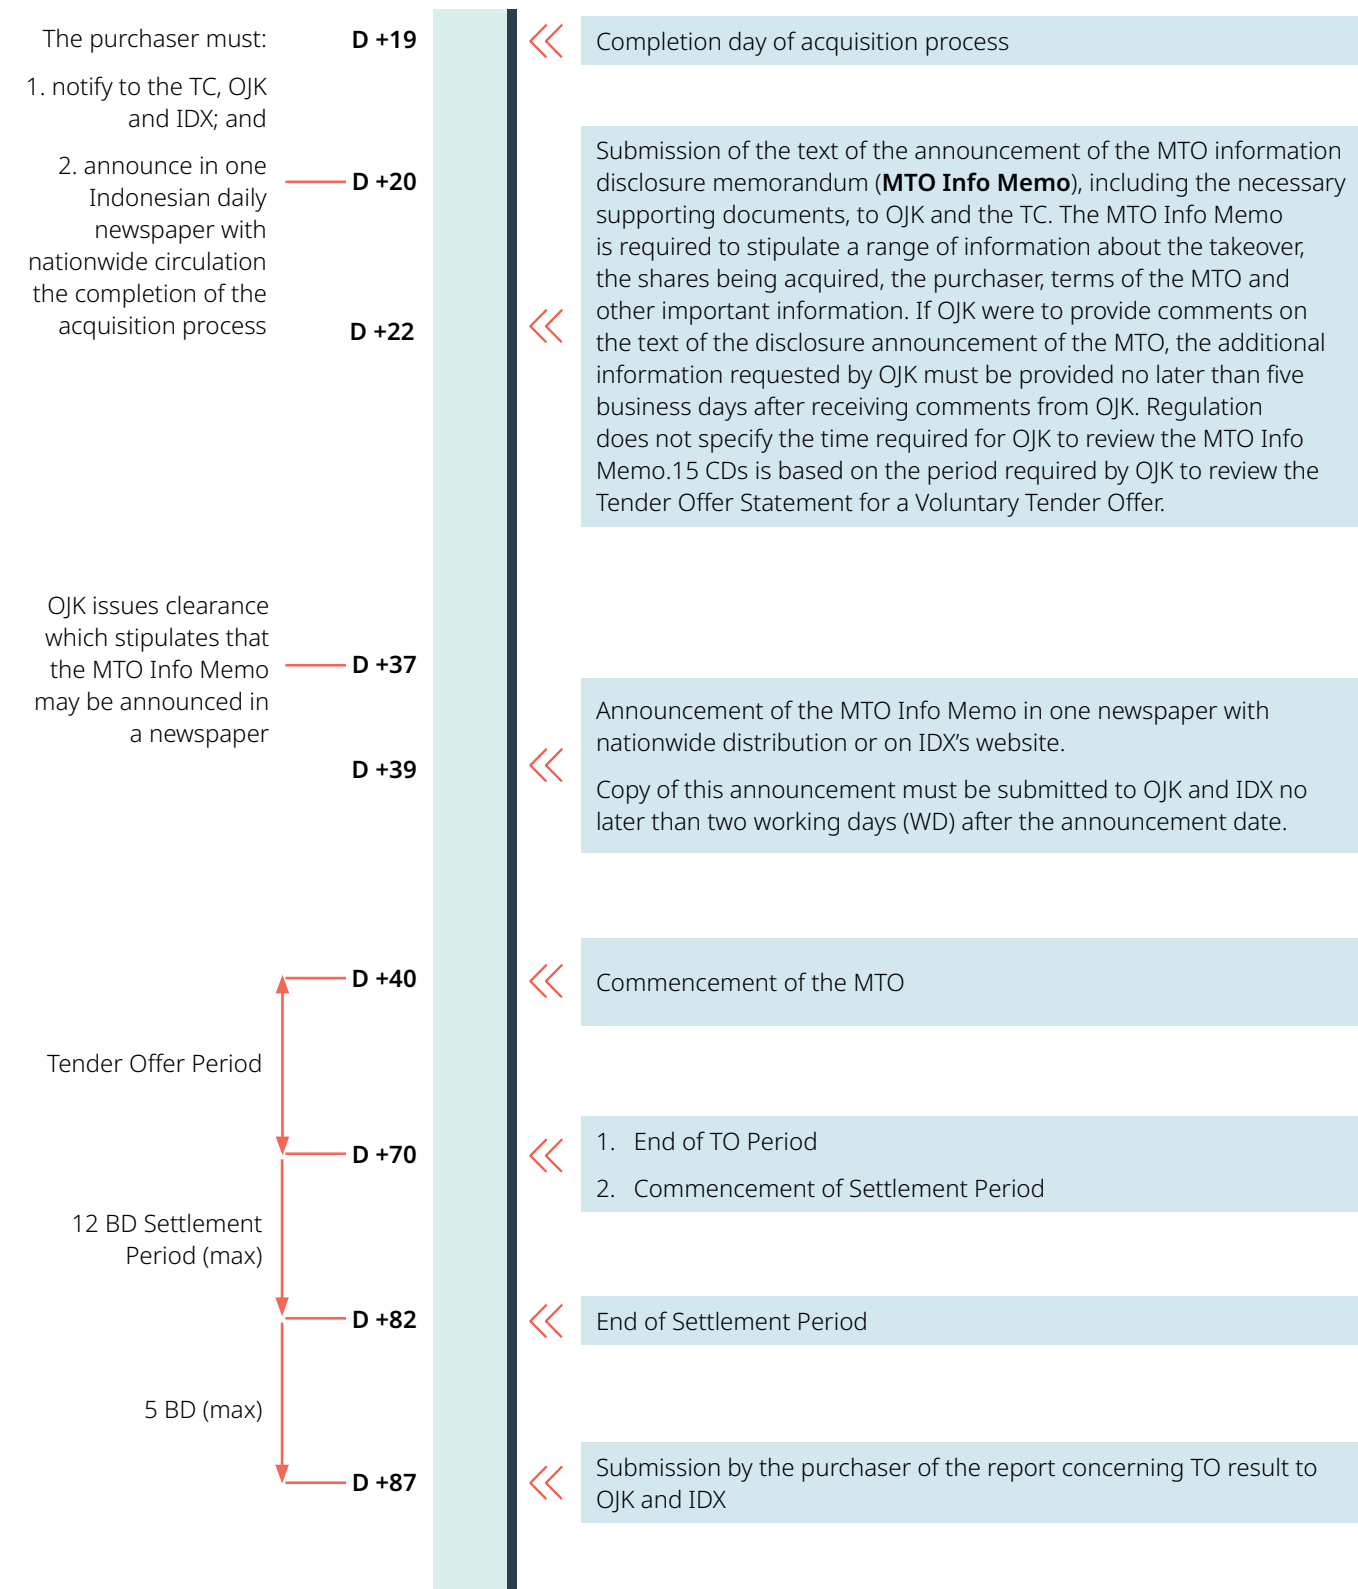 The purchaser must:
D +19
Completion day of acquisition process
1. notify to the TC, OJK
and IDX; and
2. announce in one
Indonesian daily
newspaper with
nationwide circulation
the completion of the
acquisition process
D +20
D +22
Submission of the text of the announcement of the MTO information
disclosure memorandum (MTO Info Memo), including the necessary
supporting documents, to OJK and the TC. The MTO Info Memo
is required to stipulate a range of information about the takeover,
the shares being acquired, the purchaser, terms of the MTO and
other important information. If OJK were to provide comments on
the text of the disclosure announcement of the MTO, the additional
information requested by OJK must be provided no later than five
business days after receiving comments from OJK. Regulation
does not specify the time required for OJK to review the MTO Info
Memo.15 CDs is based on the period required by OJK to review the
Tender Offer Statement for a Voluntary Tender Offer.
OJK issues clearance
which stipulates that
the MTO Info Memo
may be announced in
a newspaper
D +37
D +39
Announcement of the MTO Info Memo in one newspaper with
nationwide distribution or on IDX’s website.
Copy of this announcement must be submitted to OJK and IDX no
later than two working days (WD) after the announcement date.
D +40
Commencement of the MTO
Tender Offer Period
D +70
1. End of TO Period
2. Commencement of Settlement Period
12 BD Settlement
Period (max)
D +82
End of Settlement Period
5 BD (max)
D +87
Submission by the purchaser of the report concerning TO result to
OJK and IDX